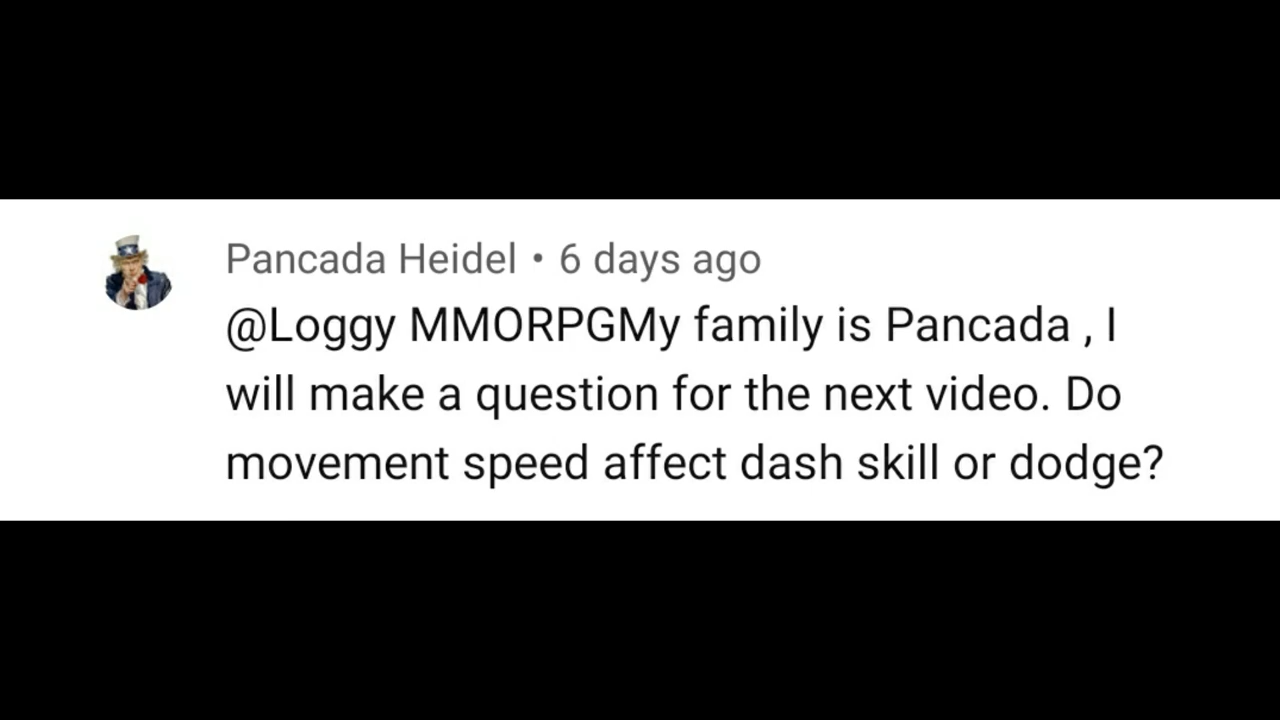 Pancada Heidel • 6 days ago
@Loggy MMORPGMy family is Pancada , I
will make a question for the next video. Do
movement speed affect dash skill or dodge?